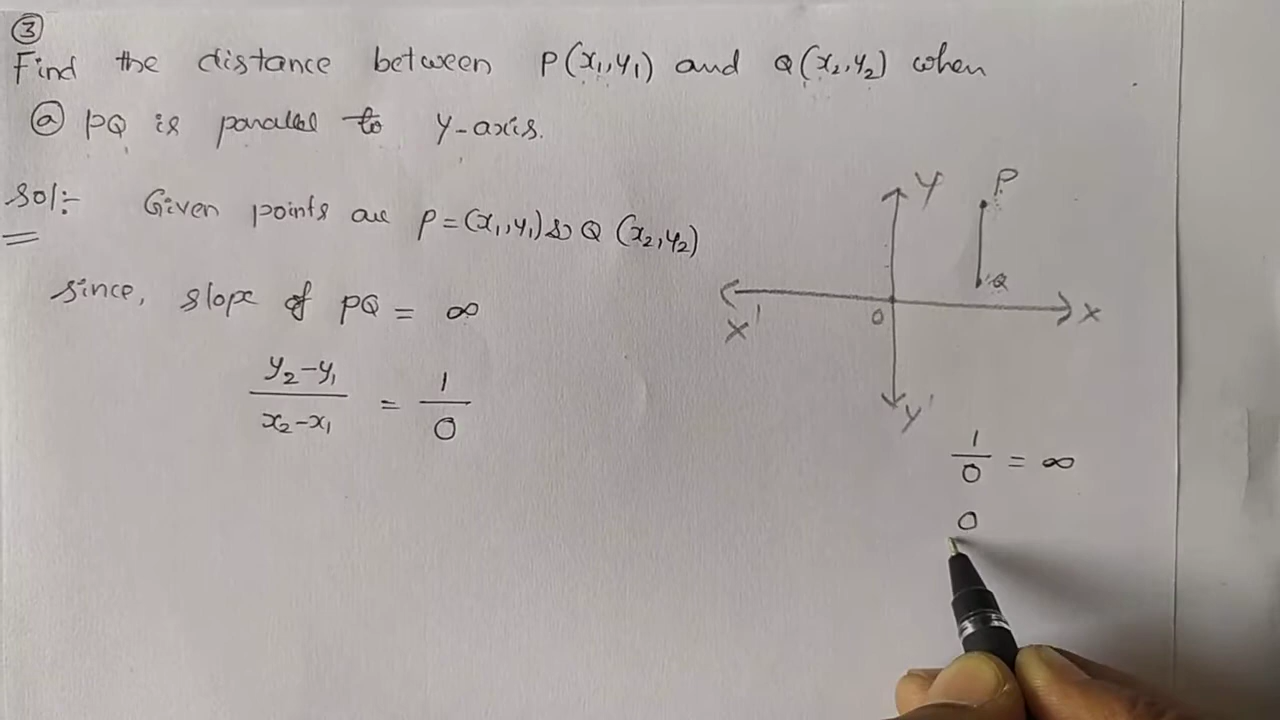 ③
Find the distance between P(x₁,y₁) and Q(x₂,y₂) when
ⓐ PQ is parallel to y-axis.
Sol:- Given points are P=(x₁,y₁) & Q (x₂,y₂)
since, slope of PQ = ∞
y₂-y₁ / x₂-x₁ = 1/0
Y
P
Q
X' O X
Y'
1/0 = ∞
0